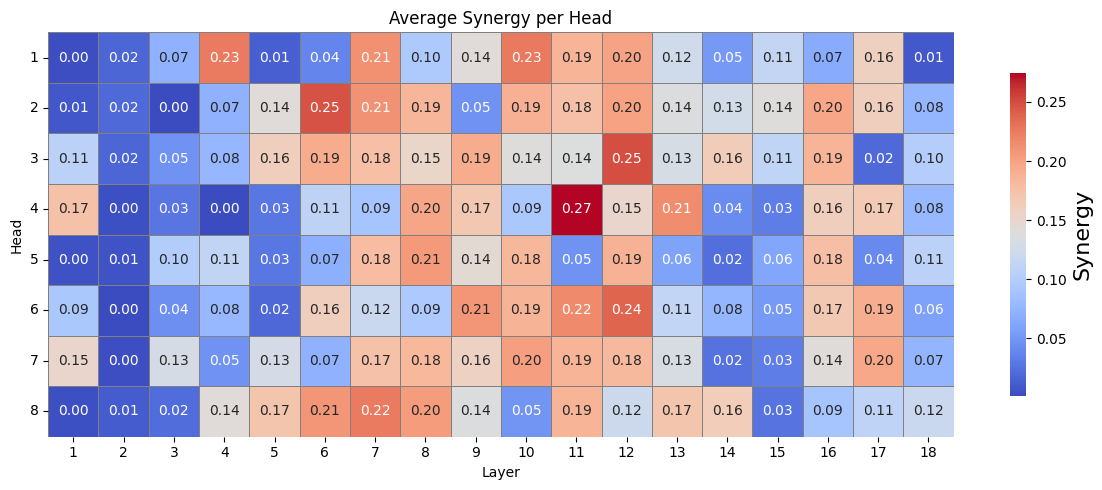 Average Synergy per Head
1 0.00 0.02 0.07 0.23 0.01 0.04 0.21 0.10 0.14 0.23 0.19 0.20 0.12 0.05 0.11 0.07 0.16 0.01
2 0.01 0.02 0.00 0.07 0.14 0.25 0.21 0.19 0.05 0.19 0.18 0.20 0.14 0.13 0.14 0.20 0.16 0.08
3 0.11 0.02 0.05 0.08 0.16 0.19 0.18 0.15 0.19 0.14 0.14 0.25 0.13 0.16 0.11 0.19 0.02 0.10
4 0.17 0.00 0.03 0.00 0.03 0.11 0.09 0.20 0.17 0.09 0.27 0.15 0.21 0.04 0.03 0.16 0.17 0.08
5 0.00 0.01 0.10 0.11 0.03 0.07 0.18 0.21 0.14 0.18 0.05 0.19 0.06 0.02 0.06 0.18 0.04 0.11
6 0.09 0.00 0.04 0.08 0.02 0.16 0.12 0.09 0.21 0.19 0.22 0.24 0.11 0.08 0.05 0.17 0.19 0.06
7 0.15 0.00 0.13 0.05 0.13 0.07 0.17 0.18 0.16 0.20 0.19 0.18 0.13 0.02 0.03 0.14 0.20 0.07
8 0.00 0.01 0.02 0.14 0.17 0.21 0.22 0.20 0.14 0.05 0.19 0.12 0.17 0.16 0.03 0.09 0.11 0.12
1 2 3 4 5 6 7 8 9 10 11 12 13 14 15 16 17 18
Layer
Head
0.25
0.20
0.15
0.10
0.05
Synergy